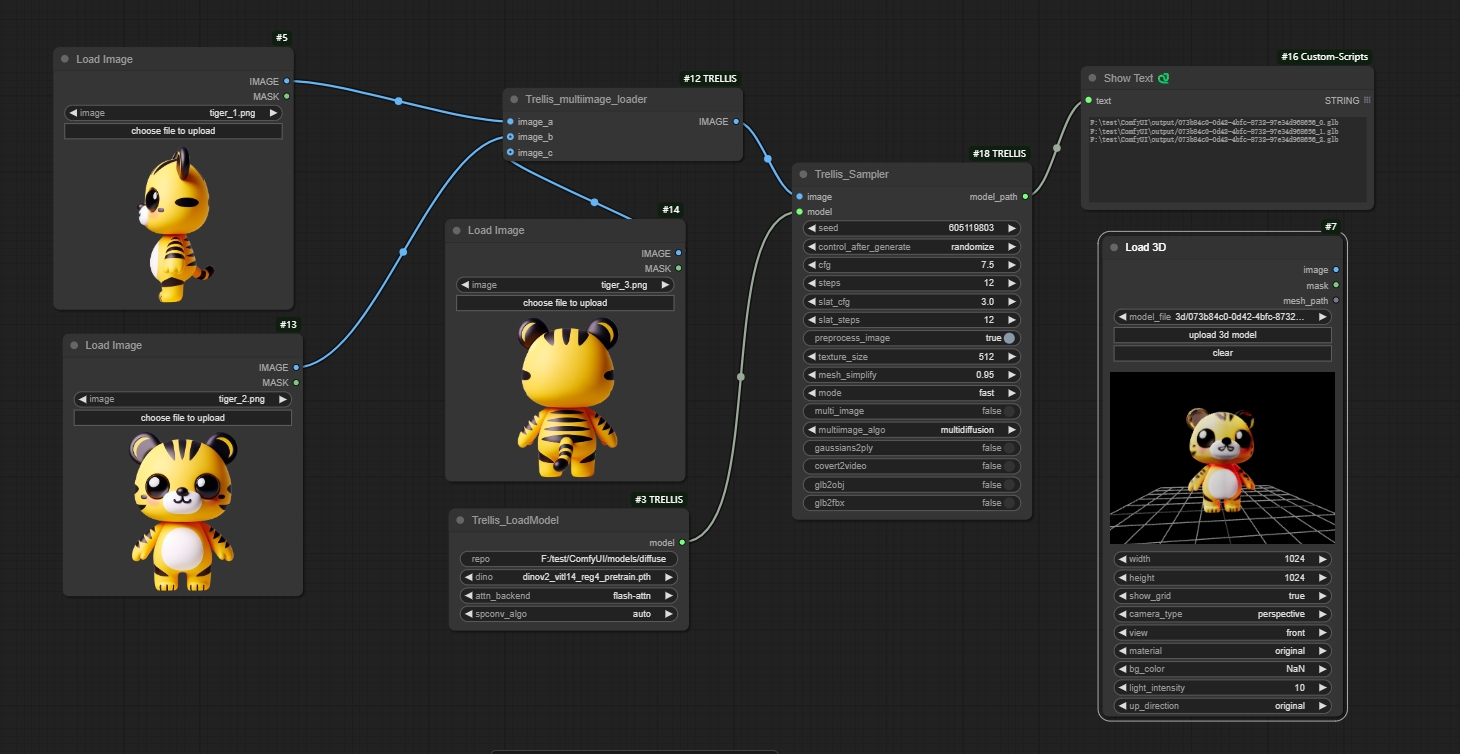 #5
Load Image
IMAGE
MASK
image tiger_1.png
choose file to upload
#13
Load Image
IMAGE
MASK
image tiger_2.png
choose file to upload
#12 TRELLIS
Trellis_multiimage_loader
image_a IMAGE
image_b
image_c
#14
Load Image
IMAGE
MASK
image tiger_3.png
choose file to upload
#3 TRELLIS
Trellis_LoadModel
model
repo F:/test/ComfyUI/models/diffuse
dino dinov2_vitl14_reg4_pretrain.pth
attn_backend flash-attn
spconv_algo auto
#18 TRELLIS
Trellis_Sampler
image model_path
model
seed 605119803
control_after_generate randomize
cfg 7.5
steps 12
slat_cfg 3.0
slat_steps 12
preprocess_image true
texture_size 512
mesh_simplify 0.95
mode fast
multi_image false
multiimage_algo multidiffusion
gaussians2ply false
covert2video false
glb2obj false
glb2fbx false
#16 Custom-Scripts
Show Text
text STRING
F:\test\ComfyUI\output/073b84c0-0d42-4bfc-8732-97e34d968656_0.glb
F:\test\ComfyUI\output/073b84c0-0d42-4bfc-8732-97e34d968656_1.glb
F:\test\ComfyUI\output/073b84c0-0d42-4bfc-8732-97e34d968656_2.glb
#7
Load 3D
image
mask
mesh_path
model_file 3d/073b84c0-0d42-4bfc-8732...
upload 3d model
clear
width 1024
height 1024
show_grid true
camera_type perspective
view front
material original
bg_color NaN
light_intensity 10
up_direction original